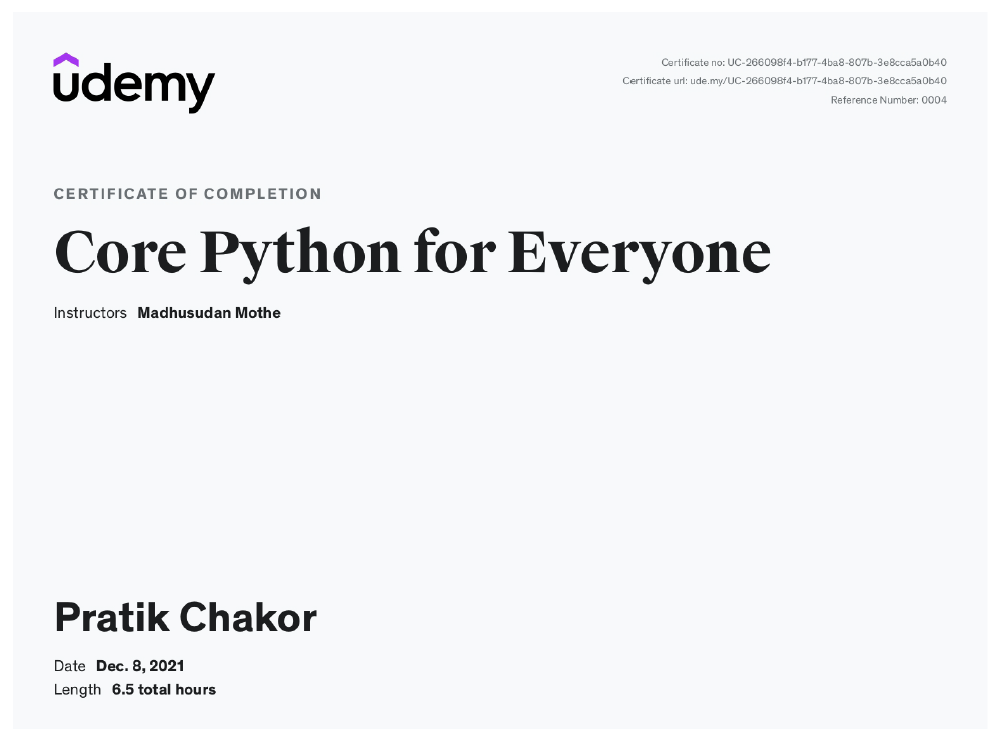 udemy
Certificate no: UC-266098f4-b177-4ba8-807b-3e8cca5a0b40
Certificate url: ude.my/UC-266098f4-b177-4ba8-807b-3e8cca5a0b40
Reference Number: 0004
CERTIFICATE OF COMPLETION
Core Python for Everyone
Instructors Madhusudan Mothe
Pratik Chakor
Date Dec. 8, 2021
Length 6.5 total hours